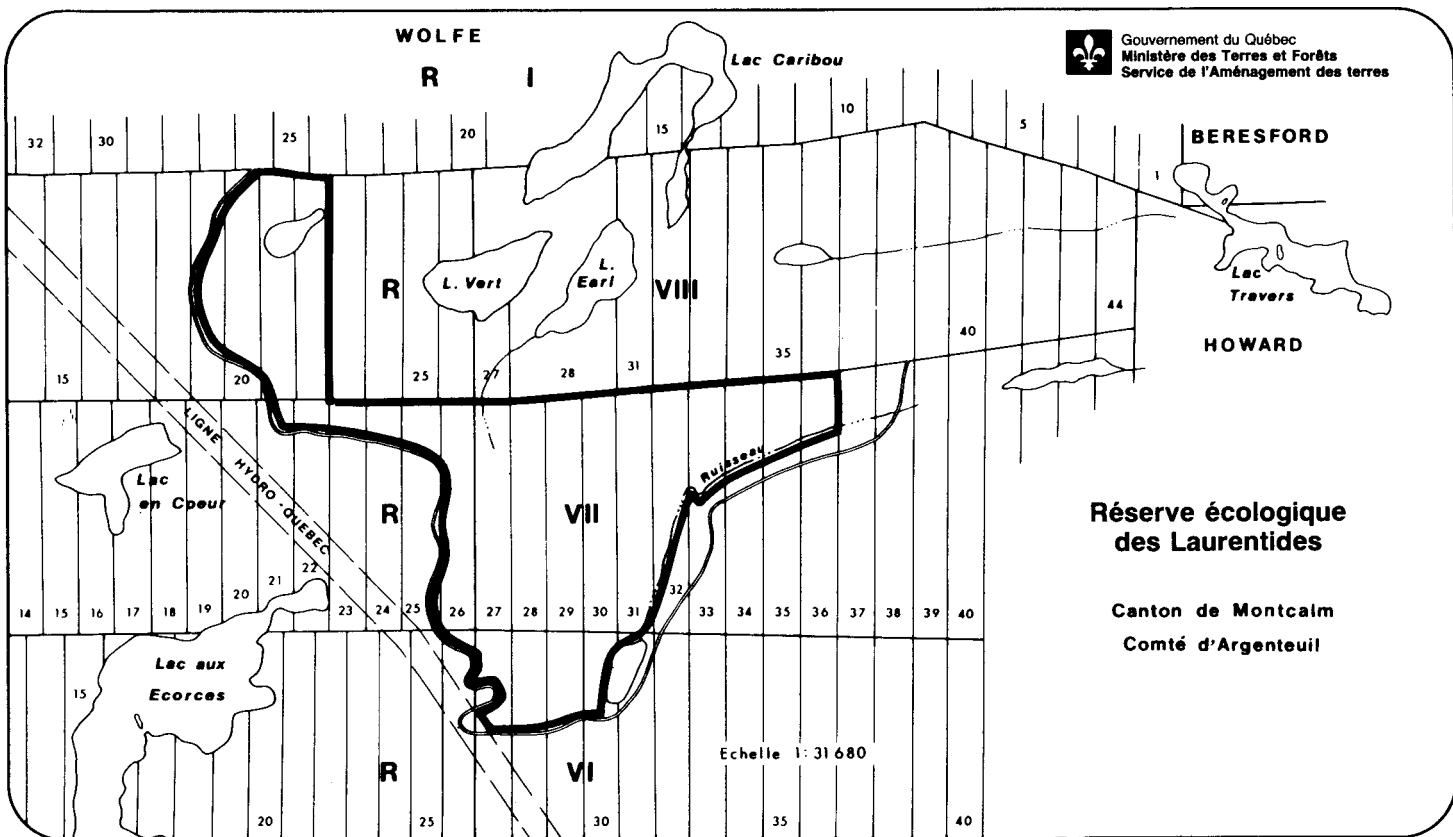 WOLFE
R I
Lac Caribou
Gouvernement du Québec
Ministère des Terres et Forêts
Service de l'Aménagement des terres
32 30 25 20 15 10 5 1
BERESFORD
L. Vert
L.
Earl
R VIII
Lac
Travers
HOWARD
44
40
35
15 20 25 27 28 31
LIGNE HYDRO-QUEBEC
Lac
en Coeur
Ruisseau
R VII
Réserve écologique
des Laurentides
Canton de Montcalm
Comté d'Argenteuil
14 15 16 17 18 19 20 21 22 23 24 25 26 27 28 29 30 31 32 33 34 35 36 37 38 39 40
Lac aux
Ecorces
15
Echelle 1:31680
R VI
20 25 30 35 40